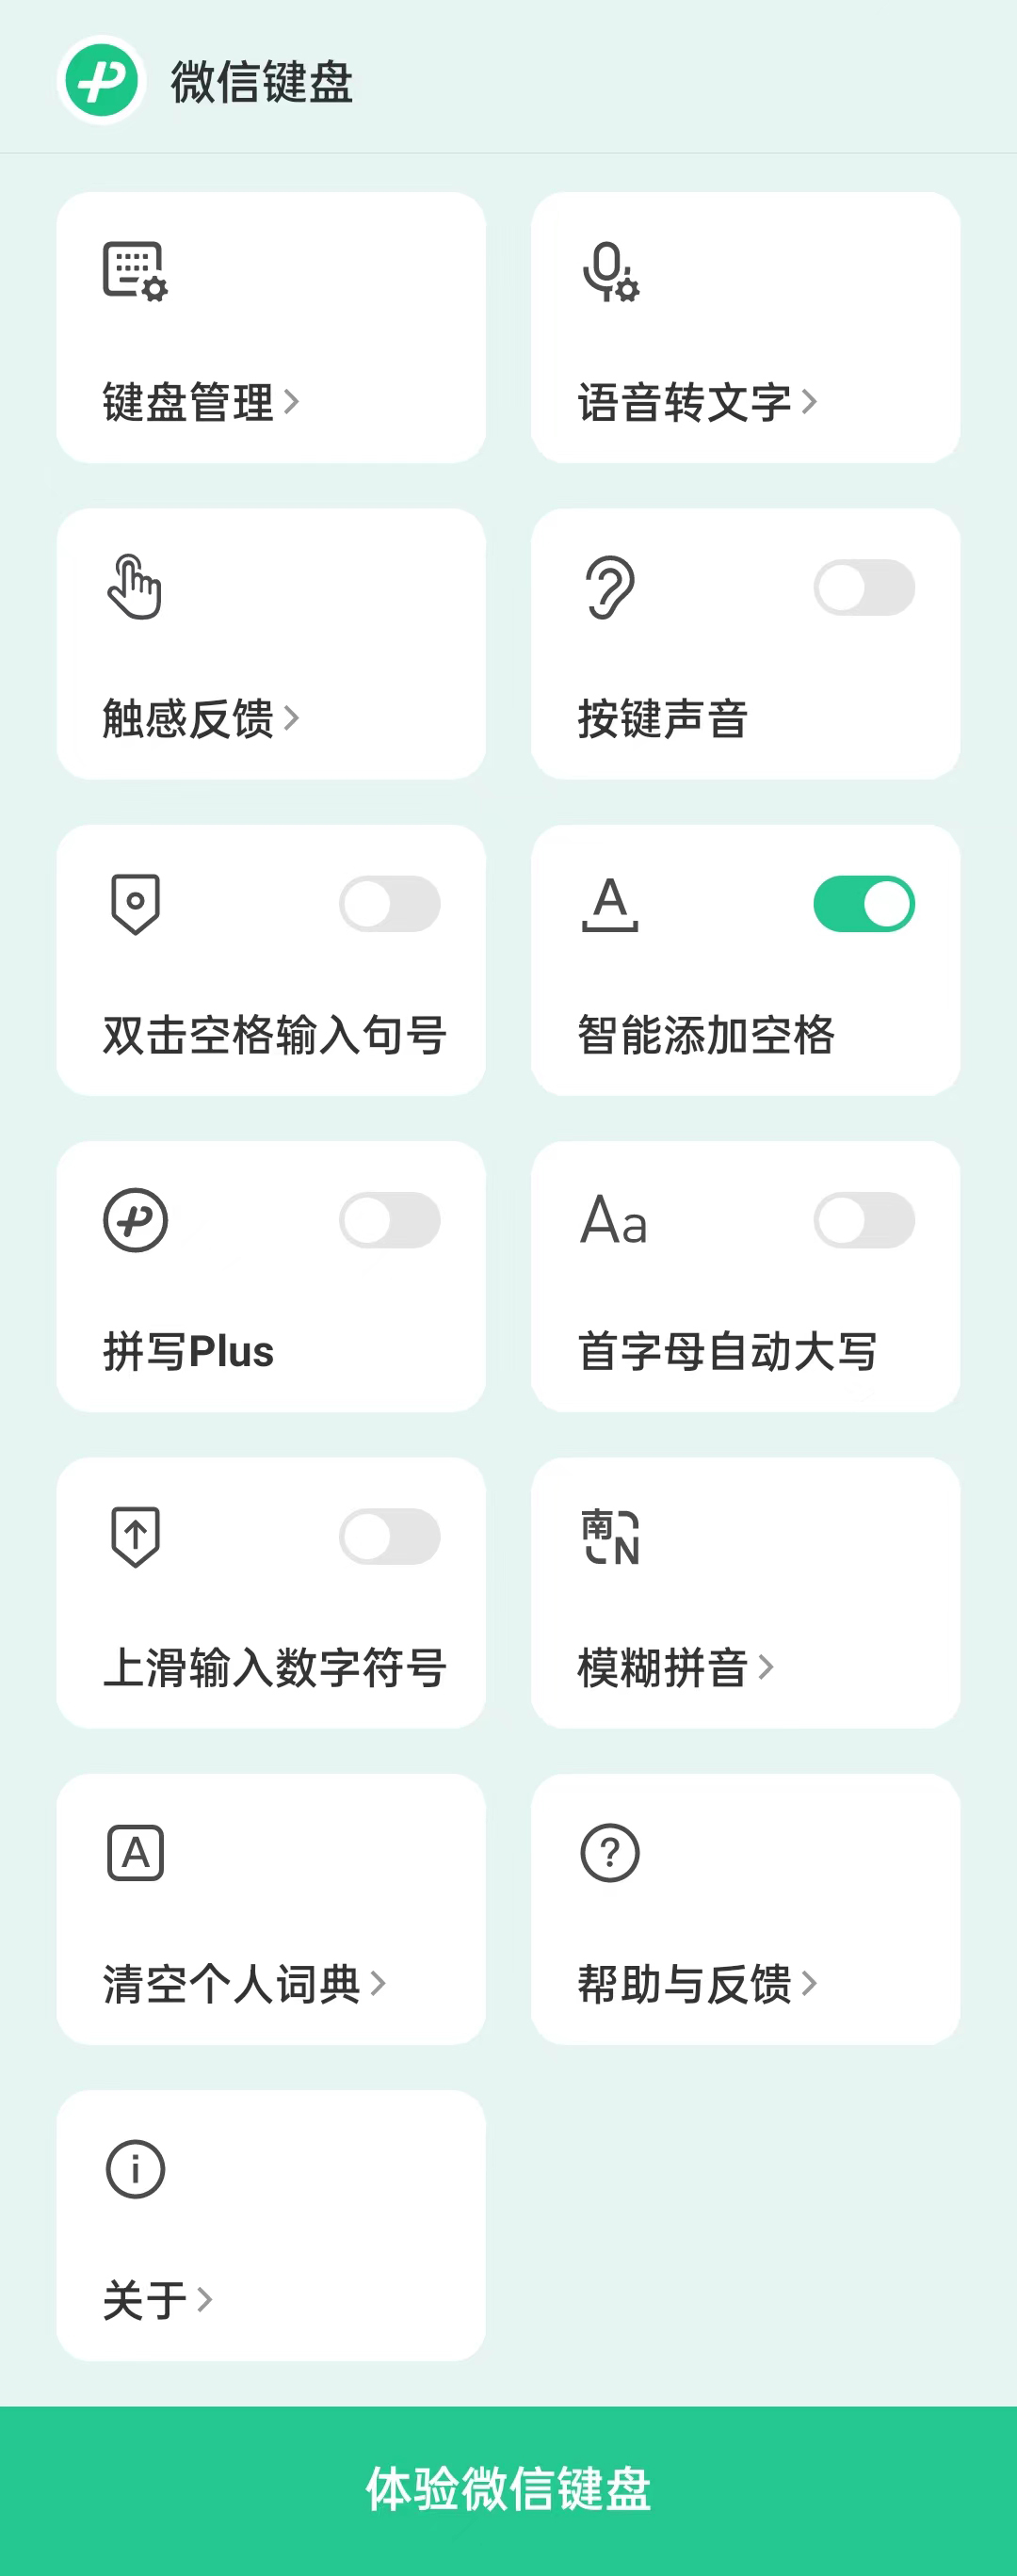 微信键盘
键盘管理
语音转文字
触感反馈
按键声音
双击空格输入句号
A
智能添加空格
拼写Plus
Aa
首字母自动大写
上滑输入数字符号
南
N
模糊拼音
A
清空个人词典
?
帮助与反馈
i
关于
体验微信键盘